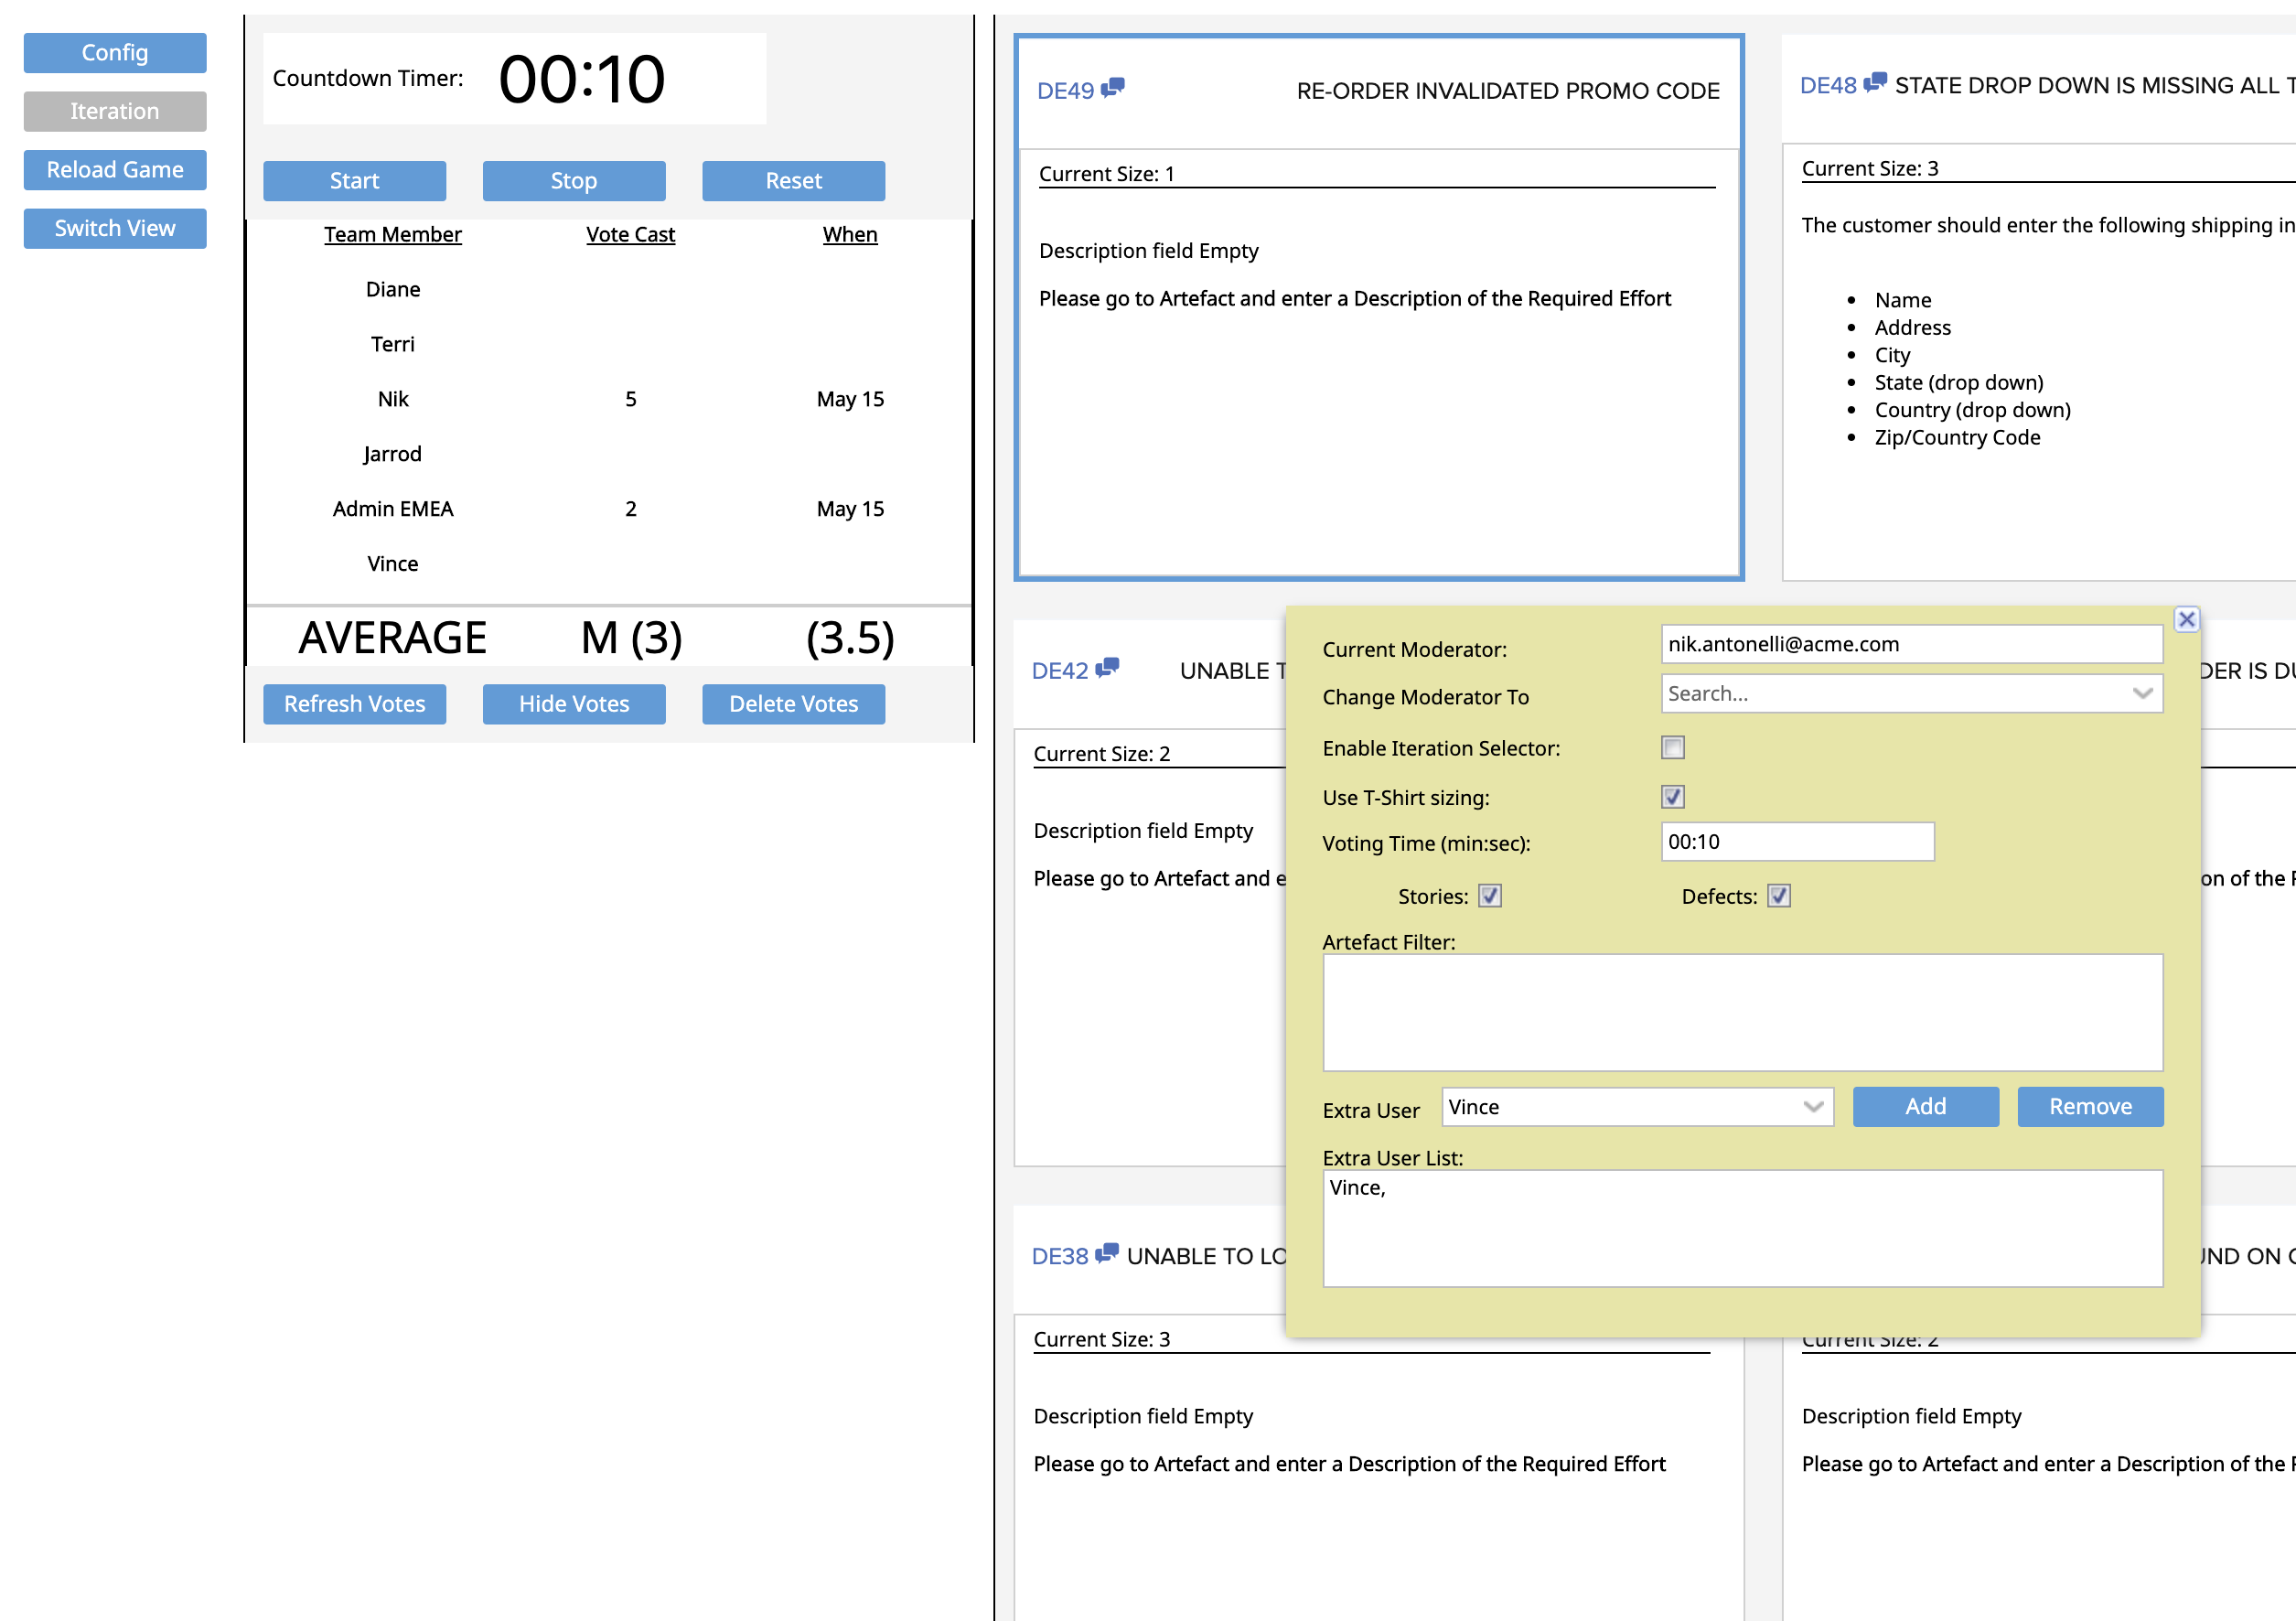 Config
Iteration
Reload Game
Switch View
Countdown Timer: 00:10
Start Stop Reset
Team Member Vote Cast When
Diane
Terri
Nik 5 May 15
Jarrod
Admin EMEA 2 May 15
Vince
AVERAGE M (3) (3.5)
Refresh Votes Hide Votes Delete Votes
DE49 RE-ORDER INVALIDATED PROMO CODE
Current Size: 1
Description field Empty
Please go to Artefact and enter a Description of the Required Effort
DE48 STATE DROP DOWN IS MISSING ALL
Current Size: 3
The customer should enter the following shipping
• Name
• Address
• City
• State (drop down)
• Country (drop down)
• Zip/Country Code
DE42 UNABLE
Current Size: 2
Description field Empty
Please go to Artefact and
IS
on of the
Current Moderator: nik.antonelli@acme.com
Change Moderator To Search...
Enable Iteration Selector:
Use T-Shirt sizing:
Voting Time (min:sec): 00:10
Stories: Defects:
Artefact Filter:
Extra User Vince Add Remove
Extra User List:
Vince,
DE38 UNABLE TO
Current Size: 3
Description field Empty
Please go to Artefact and enter a Description of the Required Effort
ON
Current Size: 2
Description field Empty
Please go to Artefact and enter a Description of the